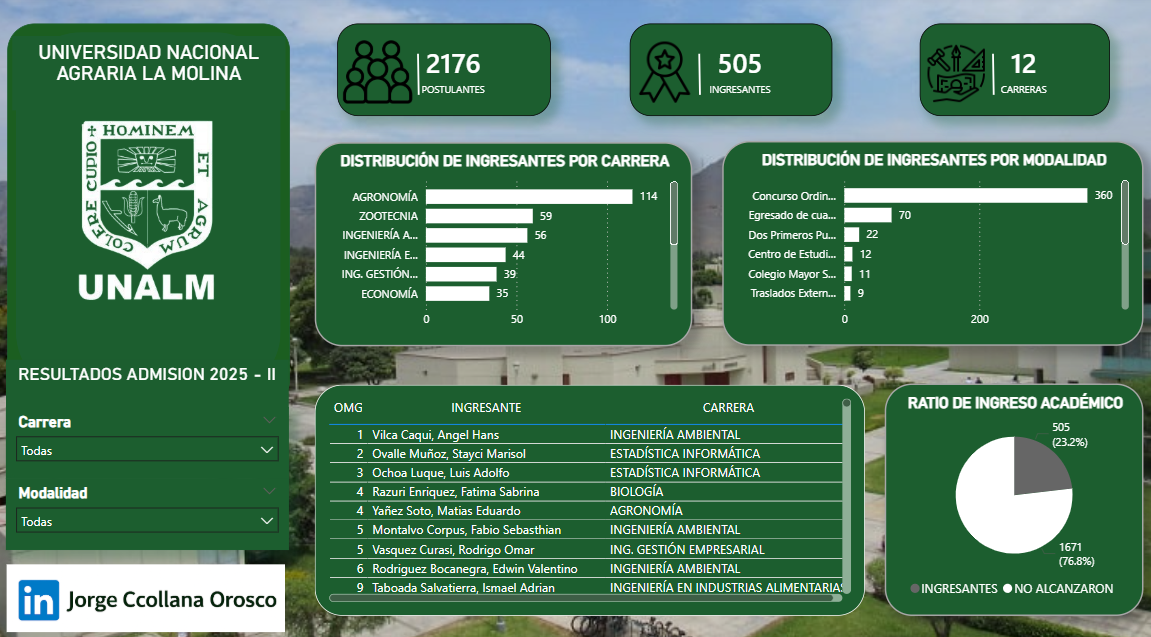 UNIVERSIDAD NACIONAL
AGRARIA LA MOLINA
HOMINEM
CUPIO
COLERE
ET
AGRUM
UNALM
RESULTADOS ADMISION 2025 - II
Carrera
Todas
Modalidad
Todas
in Jorge Ccollana Orosco
2176
POSTULANTES
505
INGRESANTES
12
CARRERAS
DISTRIBUCIÓN DE INGRESANTES POR CARRERA
AGRONOMÍA 114
ZOOTECNIA 59
INGENIERÍA A... 56
INGENIERÍA E... 44
ING. GESTIÓN... 39
ECONOMÍA 35
0 50 100
DISTRIBUCIÓN DE INGRESANTES POR MODALIDAD
Concurso Ordin... 360
Egresado de cua... 70
Dos Primeros Pu... 22
Centro de Estudi... 12
Colegio Mayor S... 11
Traslados Extern... 9
0 200
OMG INGRESANTE CARRERA
1 Vilca Caqui, Angel Hans INGENIERÍA AMBIENTAL
2 Ovalle Muñoz, Stayci Marisol ESTADÍSTICA INFORMÁTICA
3 Ochoa Luque, Luis Adolfo ESTADÍSTICA INFORMÁTICA
4 Razuri Enriquez, Fatima Sabrina BIOLOGÍA
4 Yañez Soto, Matias Eduardo AGRONOMÍA
5 Montalvo Corpus, Fabio Sebasthian INGENIERÍA AMBIENTAL
5 Vasquez Curasi, Rodrigo Omar ING. GESTIÓN EMPRESARIAL
6 Rodriguez Bocanegra, Edwin Valentino INGENIERÍA AMBIENTAL
9 Taboada Salvatierra, Ismael Adrian INGENIERÍA EN INDUSTRIAS ALIMENTARIAS
RATIO DE INGRESO ACADÉMICO
505
(23.2%)
1671
(76.8%)
INGRESANTES NO ALCANZARON